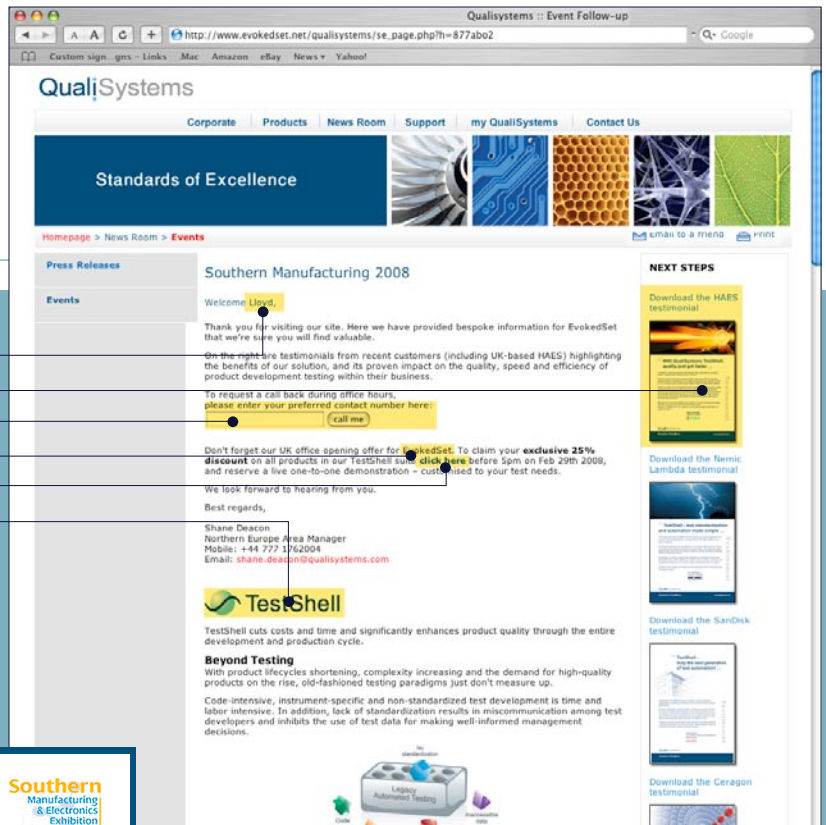 Qualisystems :: Event Follow-up
A A C + http://www.evokedset.net/qualisystems/se_page.php?h=877abo2 Q Google
Custom sign...gns - Links .Mac Amazon eBay News Yahoo!
QualiSystems
Corporate Products News Room Support my QualiSystems Contact Us
Standards of Excellence
Homepage > News Room > Events
Email to a friend Print
Press Releases
Events
Southern Manufacturing 2008
Welcome Lloyd,
Thank you for visiting our site. Here we have provided bespoke information for EvokedSet
that we're sure you will find valuable.
On the right are testimonials from recent customers (including UK-based HAES) highlighting
the benefits of our solution, and its proven impact on the quality, speed and efficiency of
product development testing within their business.
To request a call back during office hours,
please enter your preferred contact number here:
call me
Don't forget our UK office opening offer for EvokedSet. To claim your exclusive 25%
discount on all products in our TestShell suite click here before 5pm on Feb 29th 2008,
and reserve a live one-to-one demonstration – customised to your test needs.
We look forward to hearing from you.
Best regards,
Shane Deacon
Northern Europe Area Manager
Mobile: +44 777 1762004
Email: shane.deacon@qualisystems.com
TestShell
TestShell cuts costs and time and significantly enhances product quality through the entire
development and production cycle.
Beyond Testing
With product lifecycles shortening, complexity increasing and the demand for high-quality
products on the rise, old-fashioned testing paradigms just don't measure up.
Code-intensive, instrument-specific and non-standardized test development is time and
labor intensive. In addition, lack of standardization results in miscommunication among test
developers and inhibits the use of test data for making well-informed management
decisions.
No
standardization
Legacy
Automated Testing
Code
Inaccessible
data
NEXT STEPS
Download the HAES
testimonial
Download the Nemic
Lambda testimonial
Download the SanDisk
testimonial
Download the Ceragon
testimonial
Southern
Manufacturing
& Electronics
Exhibition